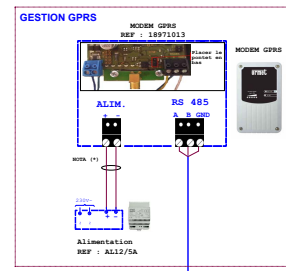 GESTION GPRS
MODEM GPRS
REF : 18971013
Placer le
pontet en
bas
MODEM GPRS
urmet
ALIM.
RS 485
+ -
A B GND
NOTA (*)
230V~
+ -
Alimentation
REF : AL12/5A